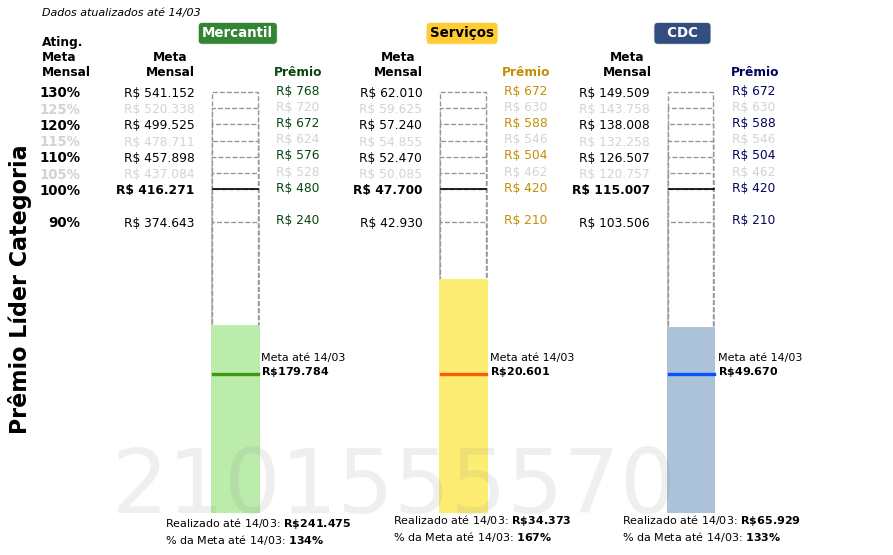 Dados atualizados até 14/03
Mercantil Serviços CDC
Ating. Meta Mensal
Meta Mensal Prêmio Meta Mensal Prêmio Meta Mensal Prêmio
130% R$ 541.152 R$ 768 R$ 62.010 R$ 672 R$ 149.509 R$ 672
125% R$ 520.338 R$ 720 R$ 59.625 R$ 630 R$ 143.758 R$ 630
120% R$ 499.525 R$ 672 R$ 57.240 R$ 588 R$ 138.008 R$ 588
115% R$ 478.711 R$ 624 R$ 54.855 R$ 546 R$ 132.258 R$ 546
110% R$ 457.898 R$ 576 R$ 52.470 R$ 504 R$ 126.507 R$ 504
105% R$ 437.084 R$ 528 R$ 50.085 R$ 462 R$ 120.757 R$ 462
100% R$ 416.271 R$ 480 R$ 47.700 R$ 420 R$ 115.007 R$ 420
90% R$ 374.643 R$ 240 R$ 42.930 R$ 210 R$ 103.506 R$ 210
Prêmio Líder Categoria
Meta até 14/03 Meta até 14/03 Meta até 14/03
R$179.784 R$20.601 R$49.670
2101555570
Realizado até 14/03: R$241.475 Realizado até 14/03: R$34.373 Realizado até 14/03: R$65.929
% da Meta até 14/03: 134% % da Meta até 14/03: 167% % da Meta até 14/03: 133%